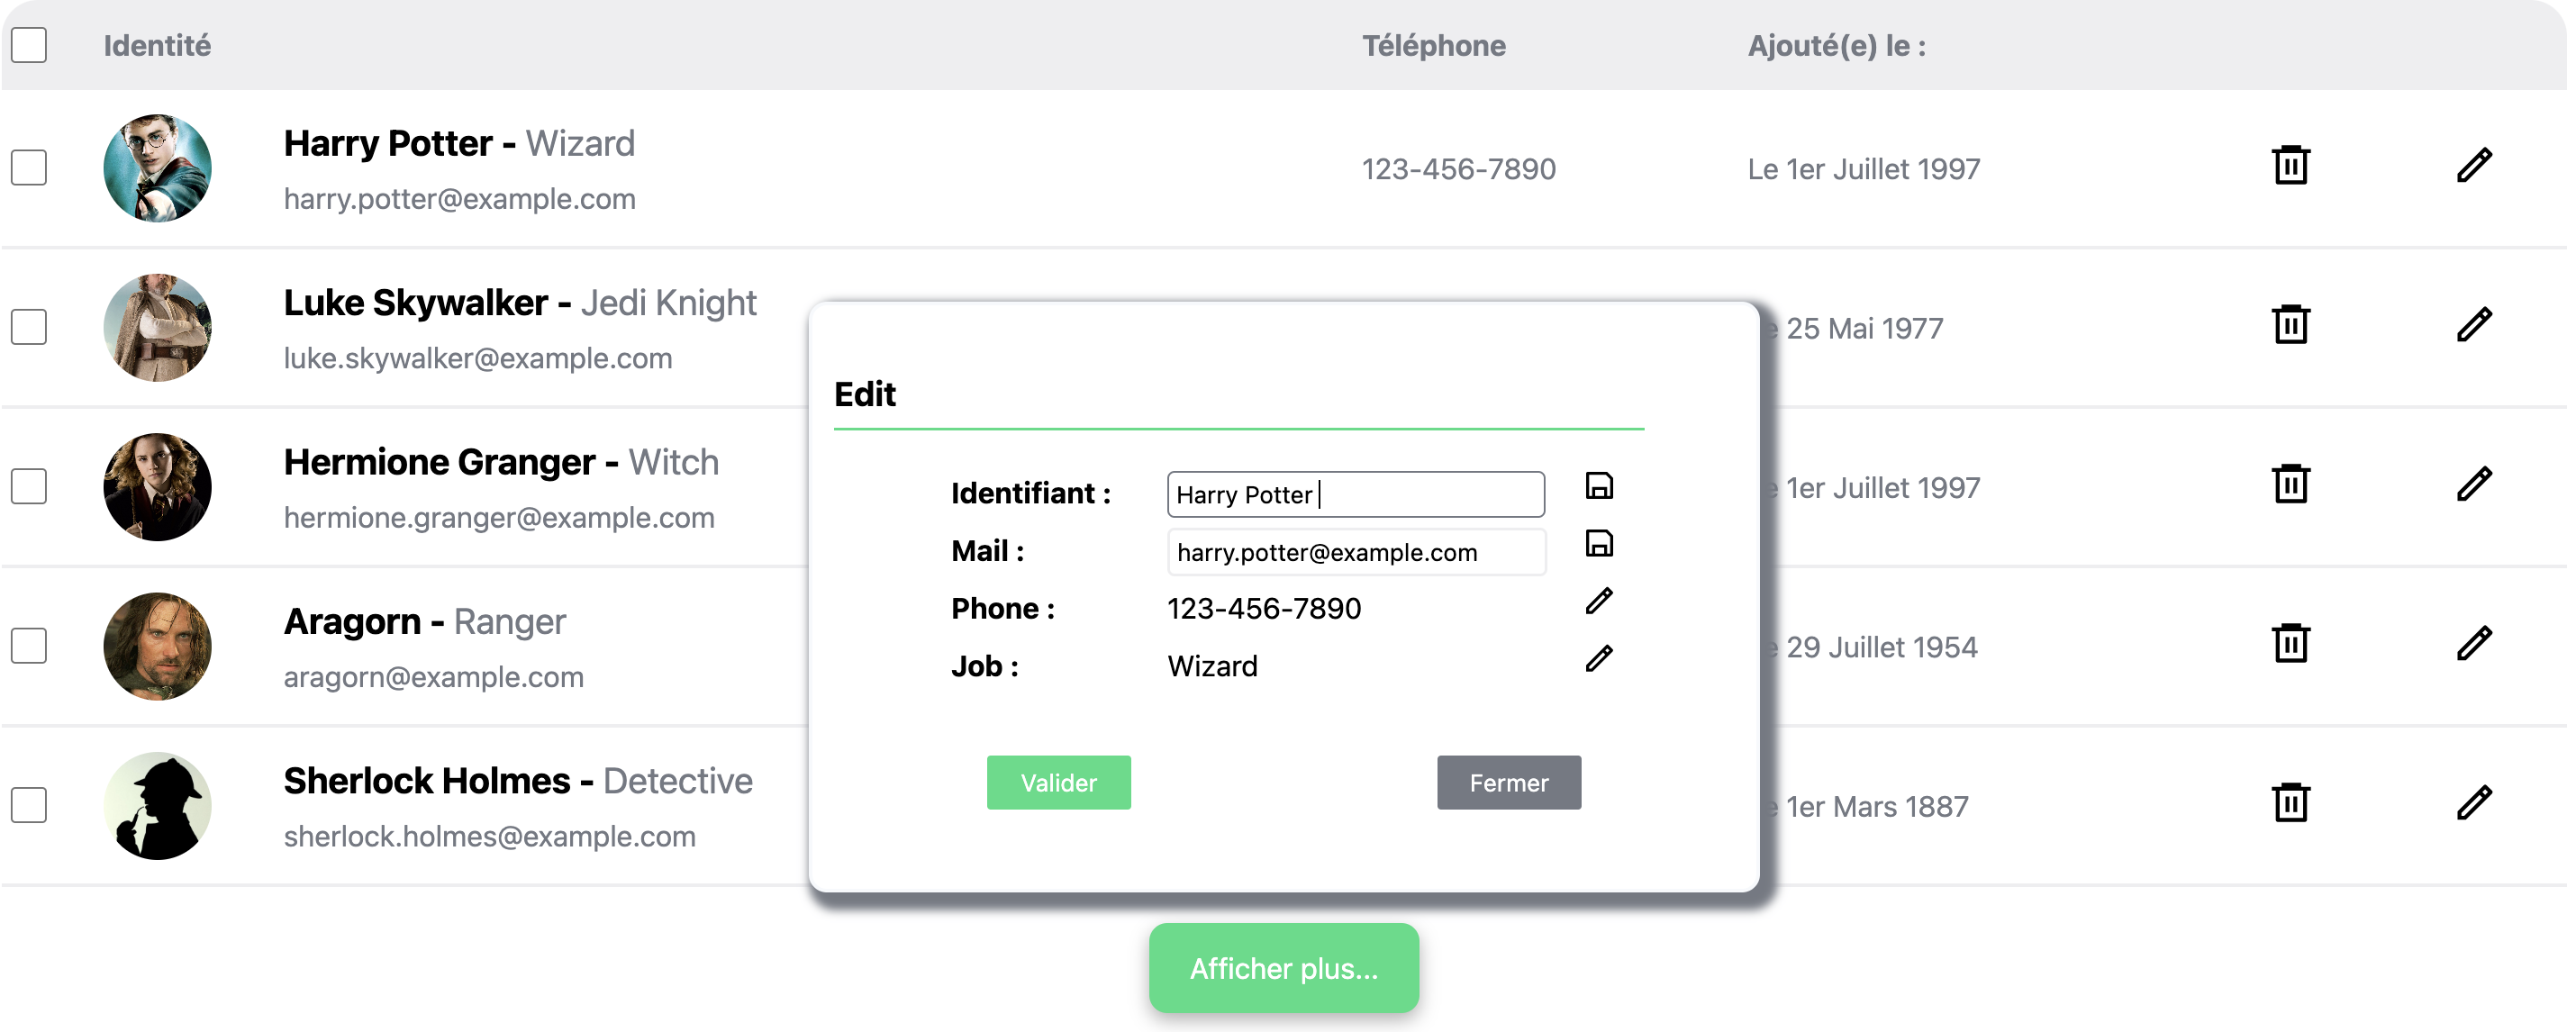 Identité Téléphone Ajouté(e) le :
Harry Potter - Wizard
harry.potter@example.com
123-456-7890
Le 1er Juillet 1997
Luke Skywalker - Jedi Knight
luke.skywalker@example.com
e 25 Mai 1977
Hermione Granger - Witch
hermione.granger@example.com
e 1er Juillet 1997
Aragorn - Ranger
aragorn@example.com
e 29 Juillet 1954
Sherlock Holmes - Detective
sherlock.holmes@example.com
e 1er Mars 1887
Edit
Identifiant : Harry Potter
Mail : harry.potter@example.com
Phone : 123-456-7890
Job : Wizard
Valider Fermer
Afficher plus...